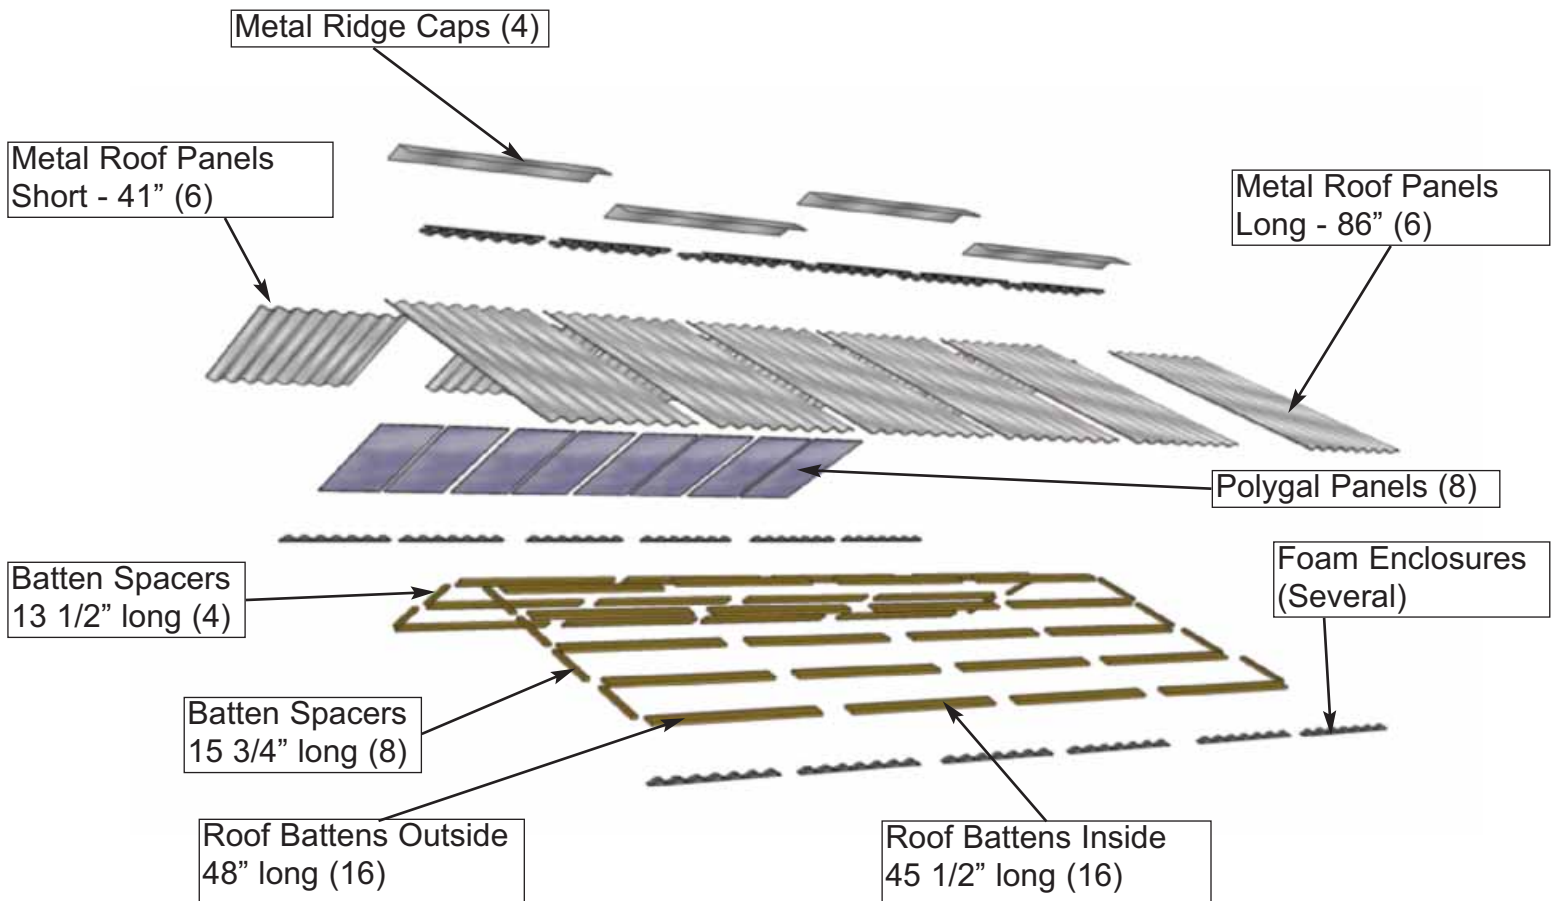 Metal Ridge Caps (4)
Metal Roof Panels
Short - 41” (6)
Metal Roof Panels
Long - 86” (6)
Polygal Panels (8)
Batten Spacers
13 1/2” long (4)
Foam Enclosures
(Several)
Batten Spacers
15 3/4” long (8)
Roof Battens Outside
48” long (16)
Roof Battens Inside
45 1/2” long (16)